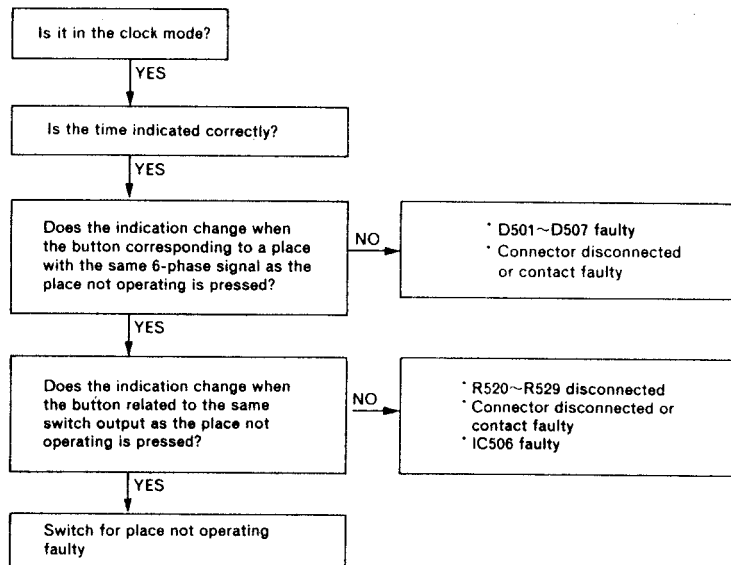 Is it in the clock mode?
YES
Is the time indicated correctly?
YES
Does the indication change when
the button corresponding to a place
with the same 6-phase signal as the
place not operating is pressed?
NO
• D501~D507 faulty
• Connector disconnected
or contact faulty
YES
Does the indication change when
the button related to the same
switch output as the place not
operating is pressed?
NO
• R520~R529 disconnected
• Connector disconnected or
contact faulty
• IC506 faulty
YES
Switch for place not operating
faulty